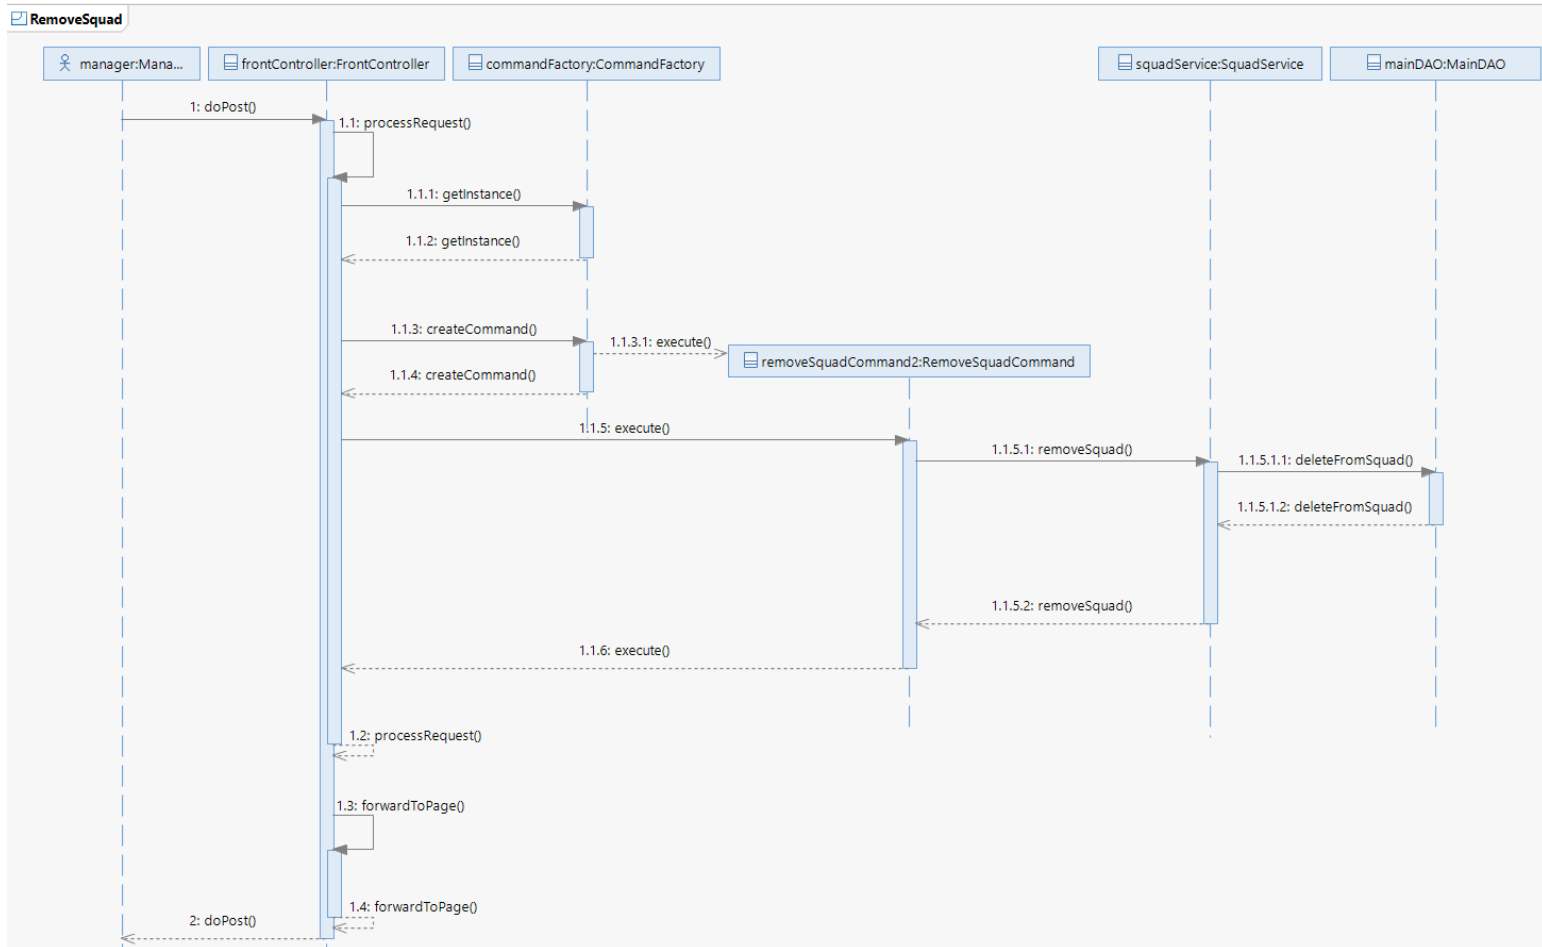 RemoveSquad
manager:Mana...
frontController:FrontController
commandFactory:CommandFactory
squadService:SquadService
mainDAO:MainDAO
1: doPost()
1.1: processRequest()
1.1.1: getInstance()
1.1.2: getInstance()
1.1.3: createCommand()
1.1.3.1: execute()
removeSquadCommand2:RemoveSquadCommand
1.1.4: createCommand()
1.1.5: execute()
1.1.5.1: removeSquad()
1.1.5.1.1: deleteFromSquad()
1.1.5.1.2: deleteFromSquad()
1.1.5.2: removeSquad()
1.1.6: execute()
1.2: processRequest()
1.3: forwardToPage()
1.4: forwardToPage()
2: doPost()